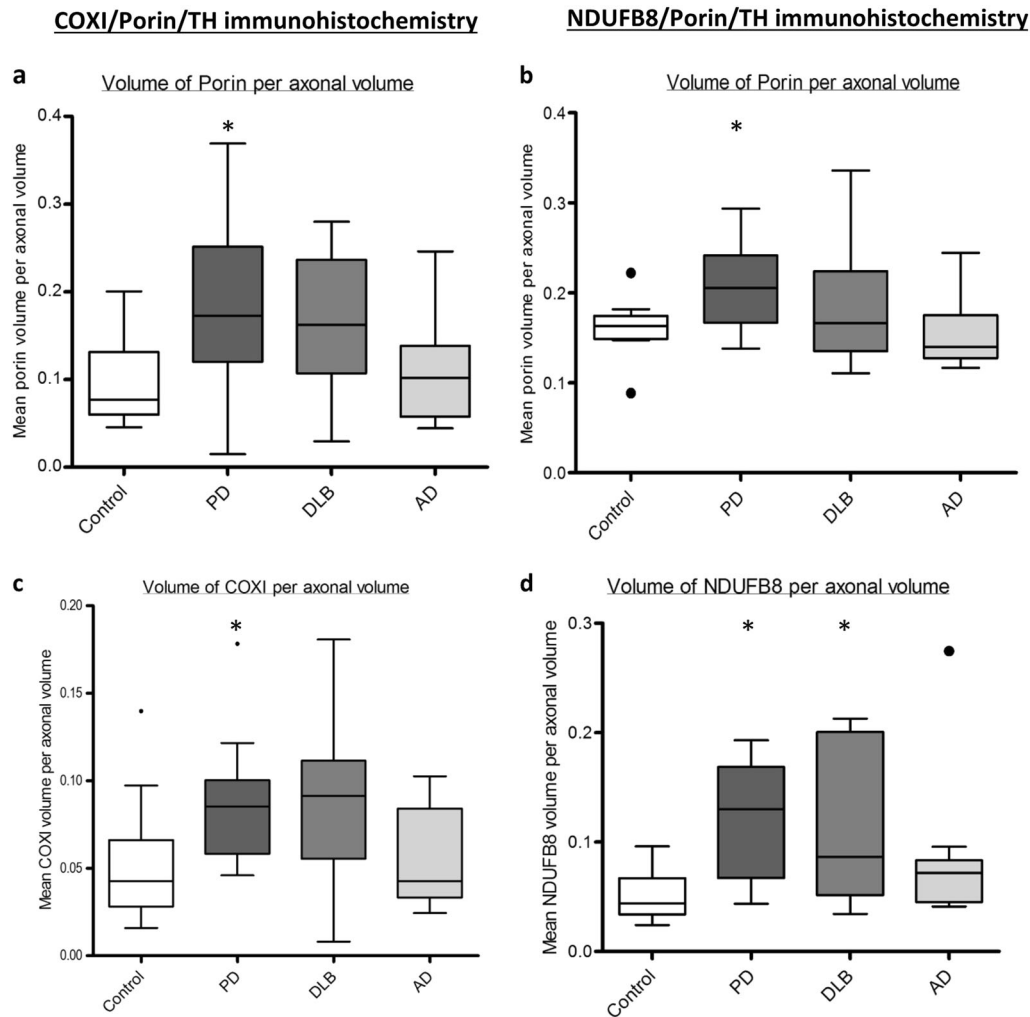 COXI/Porin/TH immunohistochemistry
NDUFB8/Porin/TH immunohistochemistry
a
Volume of Porin per axonal volume
Mean porin volume per axonal volume
0.4
0.3
0.2
0.1
0.0
*
Control
PD
DLB
AD
b
Volume of Porin per axonal volume
Mean porin volume per axonal volume
0.4
0.3
0.2
0.1
0.0
*
Control
PD
DLB
AD
c
Volume of COXI per axonal volume
Mean COXI volume per axonal volume
0.20
0.15
0.10
0.05
0.00
*
Control
PD
DLB
AD
d
Volume of NDUFB8 per axonal volume
Mean NDUFB8 volume per axonal volume
0.3
0.2
0.1
0.0
* *
Control
PD
DLB
AD